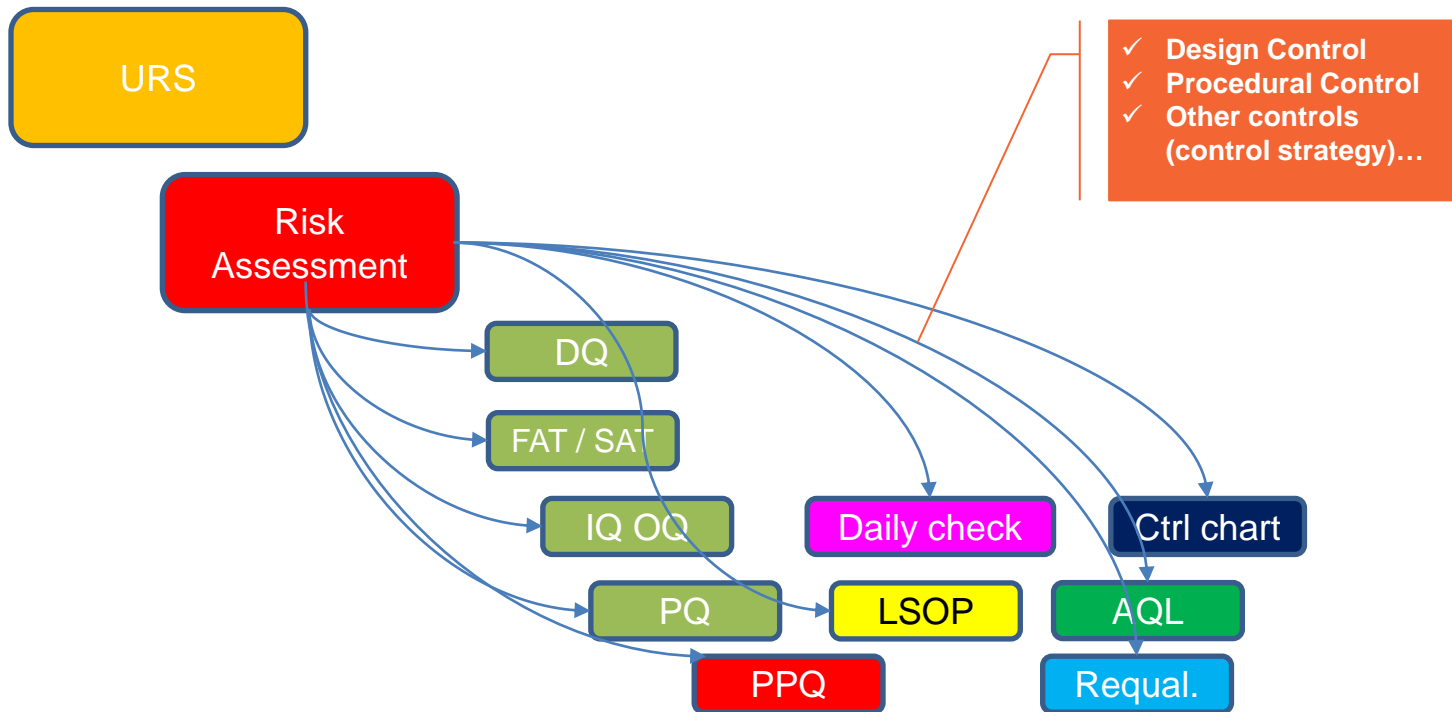 URS
✓ Design Control
✓ Procedural Control
✓ Other controls
(control strategy)…
Risk
Assessment
DQ
FAT / SAT
IQ OQ
Daily check
Ctrl chart
PQ
LSOP
AQL
PPQ
Requal.